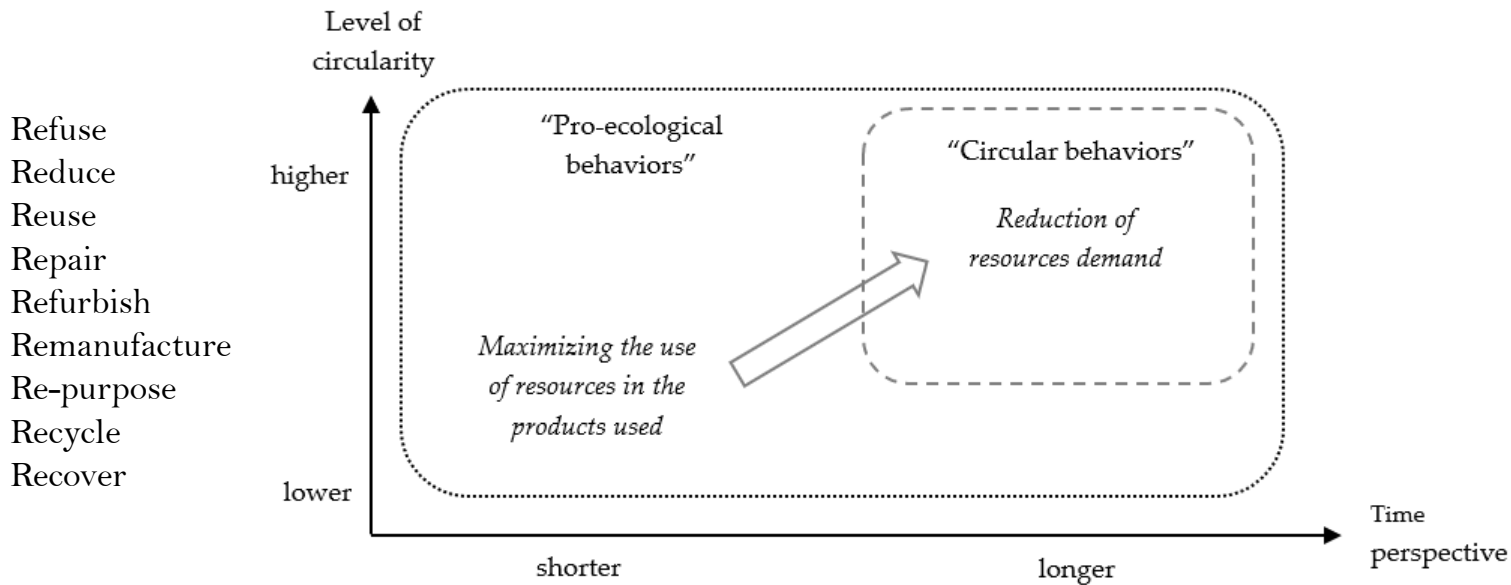 Level of
circularity
Refuse
Reduce
Reuse
Repair
Refurbish
Remanufacture
Re-purpose
Recycle
Recover
higher
lower
“Pro-ecological
behaviors”
“Circular behaviors”
Reduction of
resources demand
Maximizing the use
of resources in the
products used
shorter
longer
Time
perspective